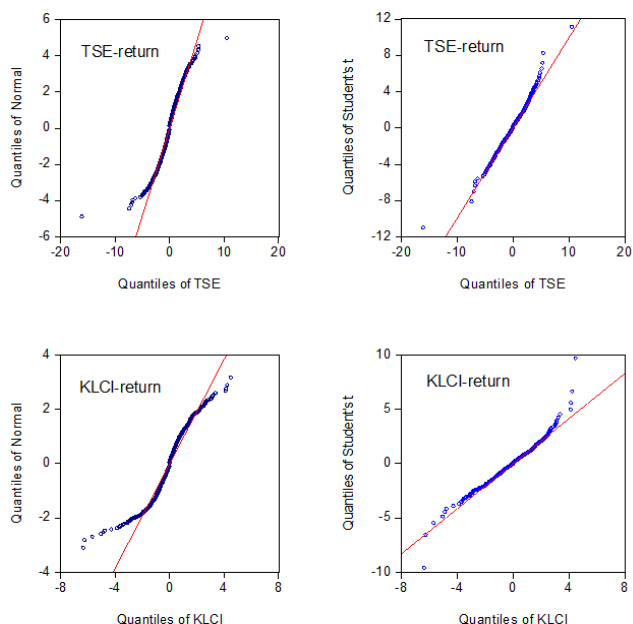 TSE-return
Quantiles of Normal
6
4
2
0
-2
-4
-6
-20 -10 0 10 20
Quantiles of TSE
TSE-return
Quantiles of Student's t
12
8
4
0
-4
-8
-12
-20 -10 0 10 20
Quantiles of TSE
KLCI-return
Quantiles of Normal
4
2
0
-2
-4
-8 -4 0 4 8
Quantiles of KLCI
KLCI-return
Quantiles of Student's t
10
5
0
-5
-10
-8 -4 0 4 8
Quantiles of KLCI